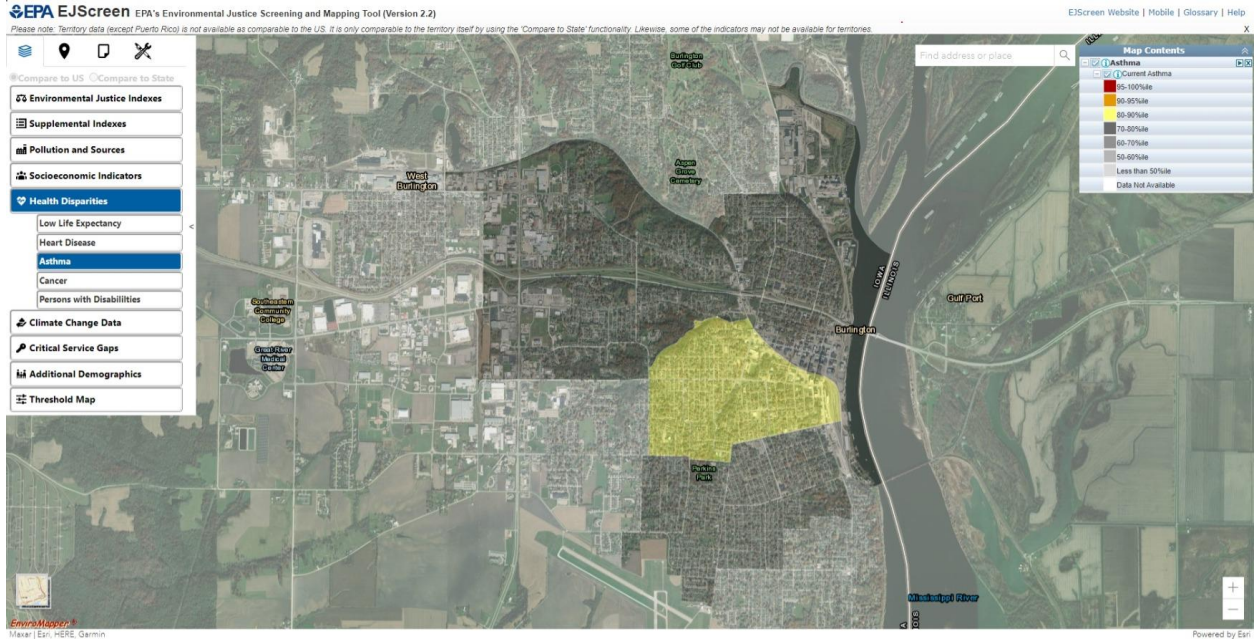 EPA EJScreen EPA's Environmental Justice Screening and Mapping Tool (Version 2.2)
EJScreen Website | Mobile | Glossary | Help
Please note: Territory data (except Puerto Rico) is not available as comparable to the US. It is only comparable to the territory itself by using the 'Compare to State' functionality. Likewise, some of the indicators may not be available for territories.
X
Compare to US Compare to State
Environmental Justice Indexes
Supplemental Indexes
Pollution and Sources
Socioeconomic Indicators
Health Disparities
Low Life Expectancy
Heart Disease
Asthma
Cancer
Persons with Disabilities
Climate Change Data
Critical Service Gaps
Additional Demographics
Threshold Map
<
Find address or place
Map Contents
Asthma
Current Asthma
95-100%ile
90-95%ile
80-90%ile
70-80%ile
60-70%ile
50-60%ile
Less than 50%ile
Data Not Available
Burlington
Golf Club
Aspen
Grove
Cemetery
West
Burlington
IOWA
ILLINOIS
Gulf Port
Southeastern
Community
College
Burlington
Great River
Medical
Center
Perkins
Park
Mississippi River
+
−
EnviroMapper
Maxar | Esri, HERE, Garmin
Powered by Esri